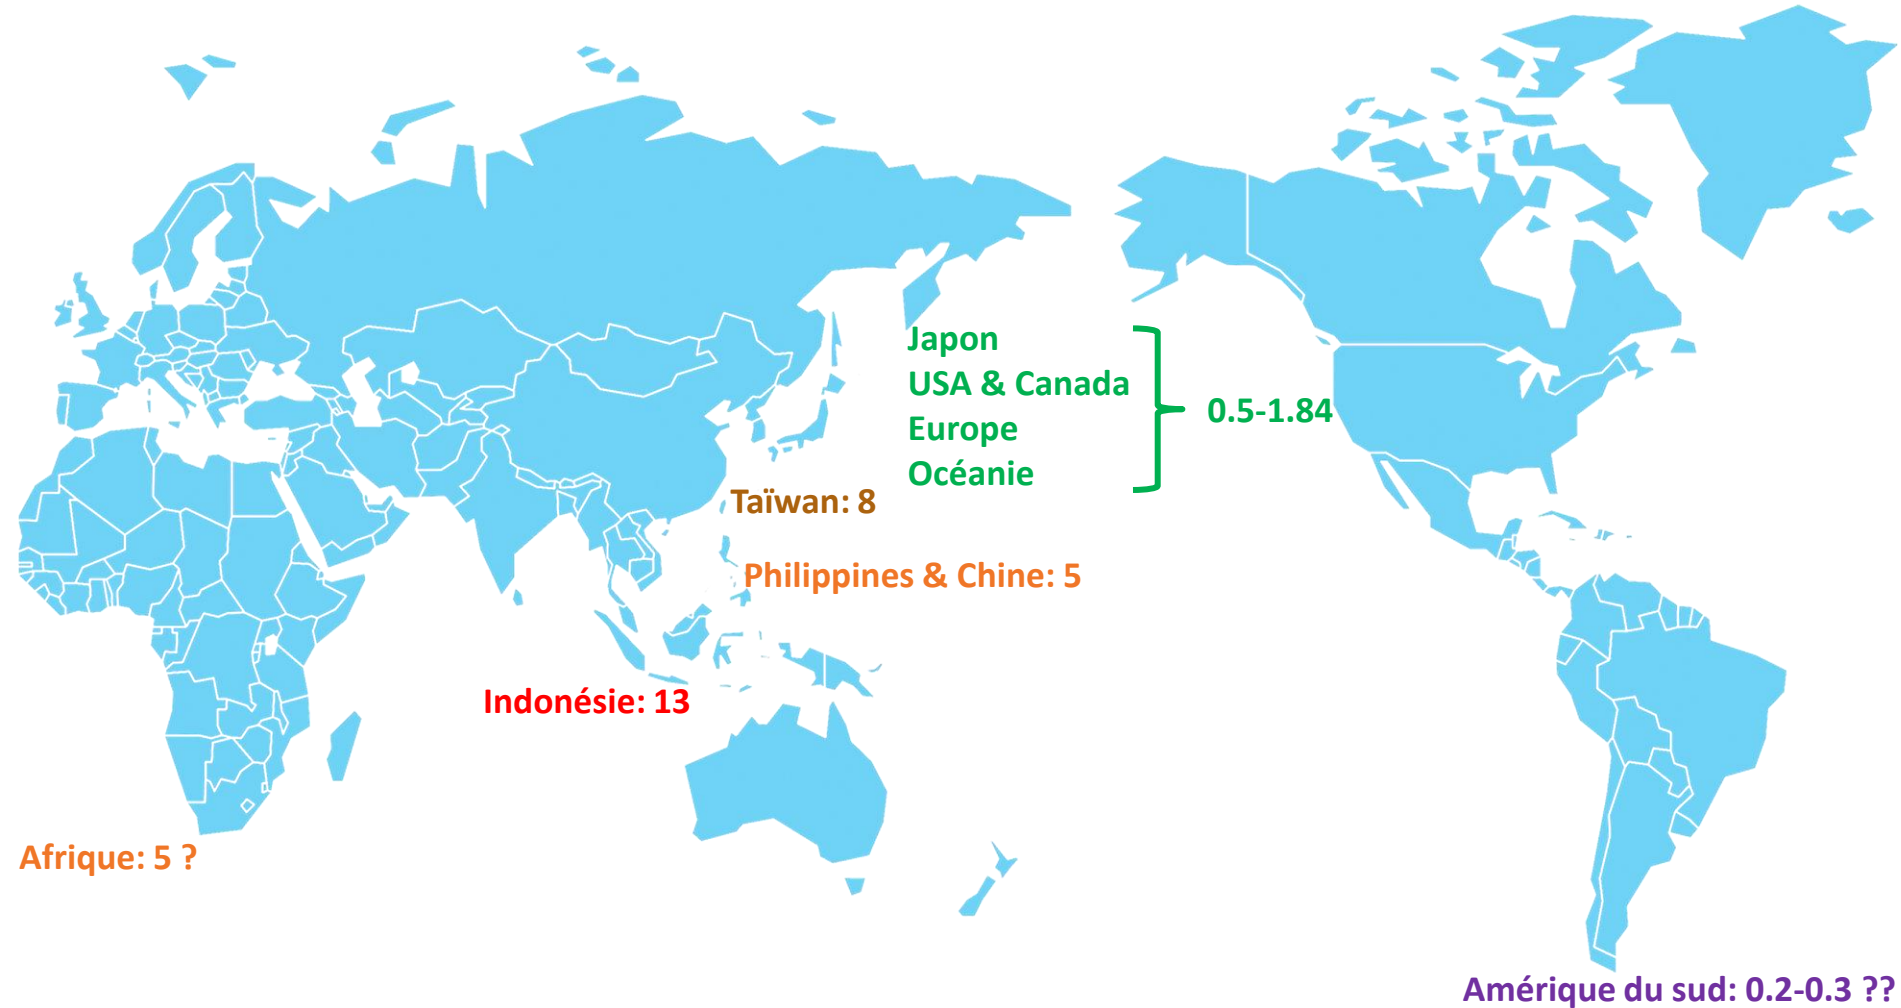 Japon
USA & Canada
Europe
Océanie
0.5-1.84
Taïwan: 8
Philippines & Chine: 5
Indonésie: 13
Afrique: 5 ?
Amérique du sud: 0.2-0.3 ??